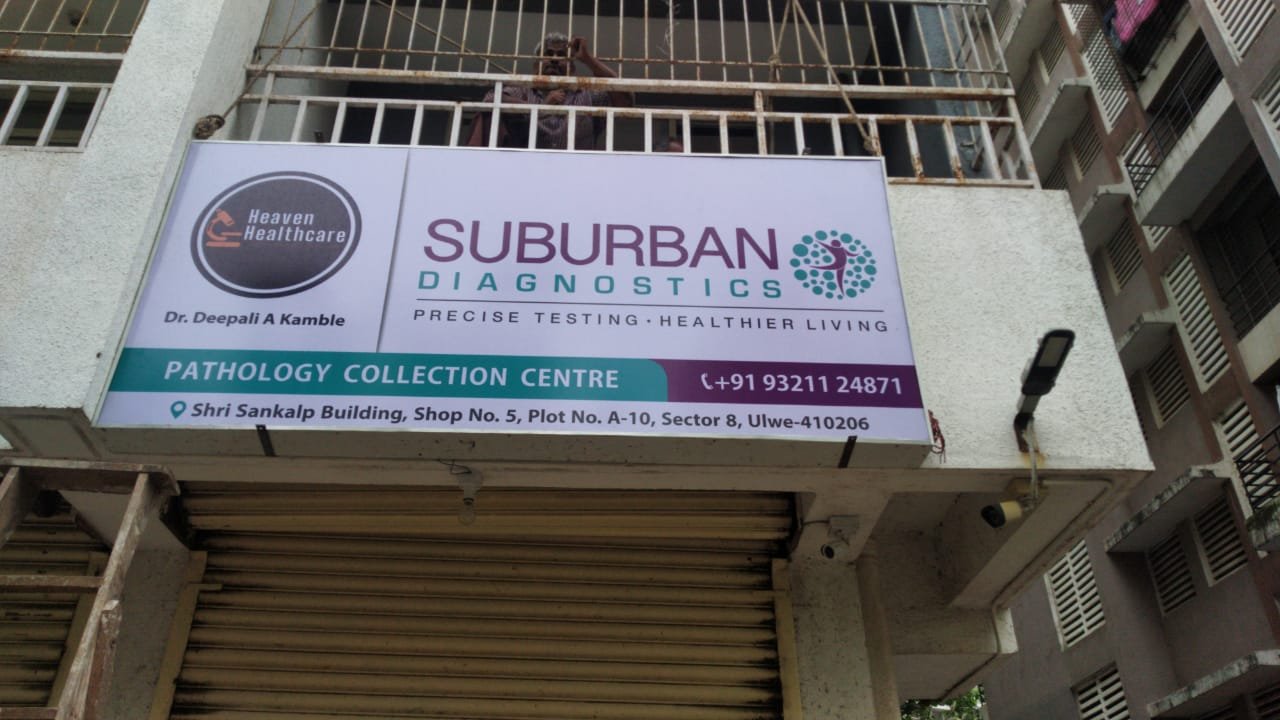 Heaven
Healthcare
Dr. Deepali A Kamble
SUBURBAN
DIAGNOSTICS
PRECISE TESTING • HEALTHIER LIVING
PATHOLOGY COLLECTION CENTRE
+91 93211 24871
Shri Sankalp Building, Shop No. 5, Plot No. A-10, Sector 8, Ulwe-410206